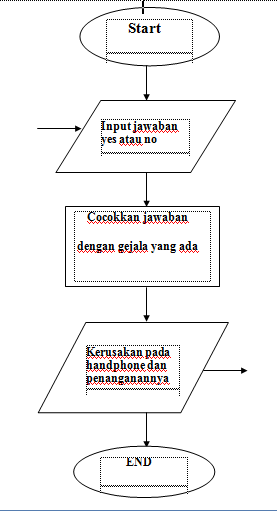 Start
Input jawaban
yes atau no
Cocokkan jawaban
dengan gejala yang ada
Kerusakan pada
handphone dan
penanganannya
END